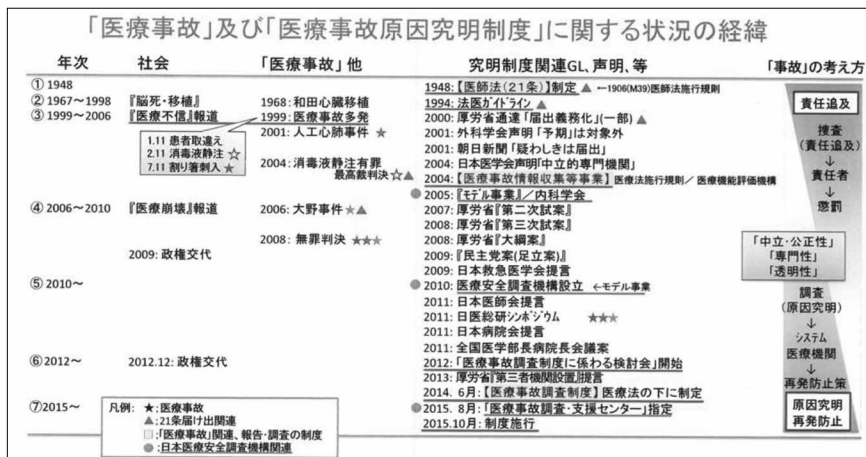 「医療事故」及び「医療事故原因究明制度」に関する状況の経緯
年次 社会 「医療事故」他 究明制度関連GL、声明、等 「事故」の考え方
①1948
1948:【医師法(21条)】制定 ▲ ←1906(M39)医師法施行規則
②1967~1998 『脳死・移植』 1968:和田心臓移植 1994:法医ガイドライン ▲
③1999~2006 『医療不信』報道 1999:医療事故多発 2000:厚労省通達「届出義務化」(一部) ▲
1.11 患者取違え
2.11 消毒液静注 ☆
7.11 割り箸刺入 ★
2001:人工心肺事件 ★ 2001:外科学会声明「予期」は対象外
2001:朝日新聞「疑わしきは届出」
2004:消毒液静注有罪 2004:日本医学会声明「中立的専門機関」
最高裁判決☆▲ 2004:【医療事故情報収集等事業】医療法施行規則/医療機能評価機構
●2005:『モデル事業』/内科学会
④2006~2010 『医療崩壊』報道 2006:大野事件★▲ 2007:厚労省『第二次試案』
2008:厚労省『第三次試案』
2008:無罪判決 ★★★ 2008:厚労省『大綱案』
2009:政権交代 2009:『民主党案(足立案)』
2009:日本救急医学会提言
⑤2010~ ●2010:医療安全調査機構設立 ←モデル事業
2011:日本医師会提言
2011:日医総研シンポジウム ★★★
2011:日本病院会提言
2011:全国医学部長病院長会議案
⑥2012~ 2012.12:政権交代 2012:「医療事故調査制度に係わる検討会」開始
2013:厚労省『第三者機関設置』提言
2014. 6月:【医療事故調査制度】医療法の下に制定
⑦2015~ ●2015. 8月:「医療事故調査・支援センター」指定
2015.10月:制度施行
凡例: ★;医療事故
▲;21条届け出関連
□;「医療事故」関連、報告・調査の制度
●:日本医療安全調査機構関連
責任追及
捜査
(責任追及)
↓
責任者
↓
懲罰
「中立・公正性」
「専門性」
「透明性」
調査
(原因究明)
↓
システム
医療機関
↓
再発防止策
原因究明
再発防止